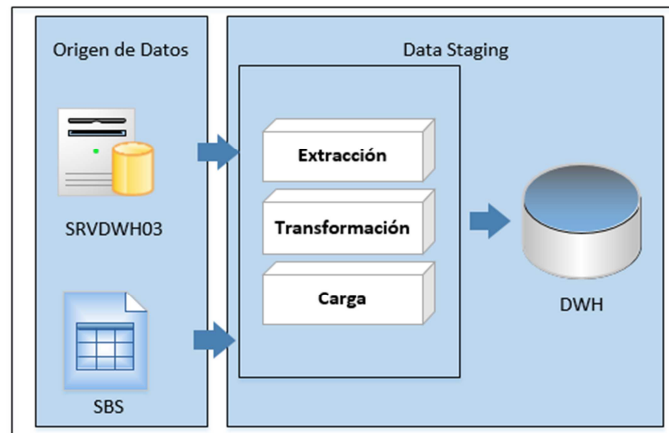 Origen de Datos
SRVDWH03
SBS
Data Staging
Extracción
Transformación
Carga
DWH